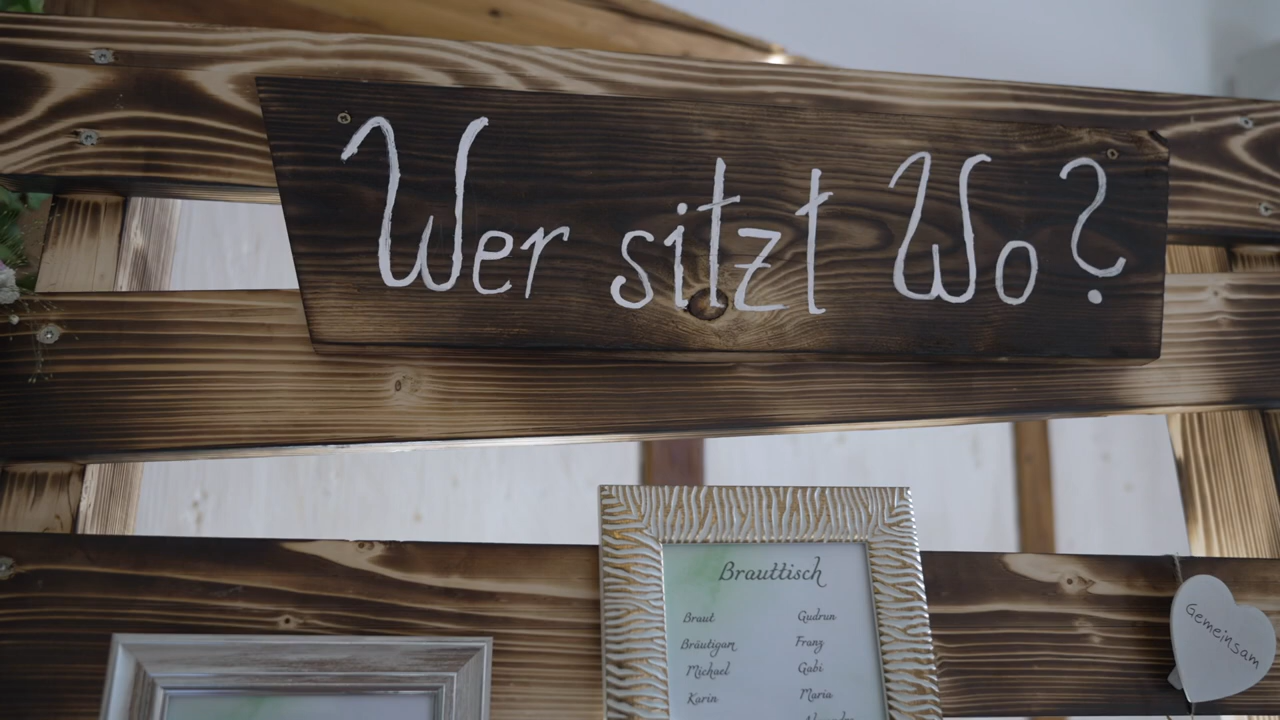 Wer sitzt Wo?
Brauttisch
Braut Gudrun
Bräutigam Franz
Michael Gabi
Karin Maria
Gemeinsam